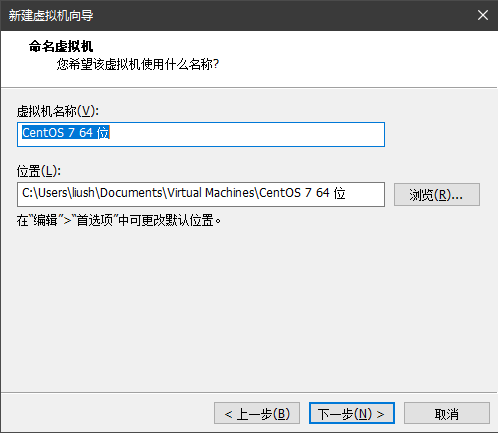 新建虚拟机向导
命名虚拟机
您希望该虚拟机使用什么名称?
虚拟机名称(V):
CentOS 7 64 位
位置(L):
C:\Users\liush\Documents\Virtual Machines\CentOS 7 64 位
浏览(R)...
在“编辑”>“首选项”中可更改默认位置。
< 上一步(B)
下一步(N) >
取消